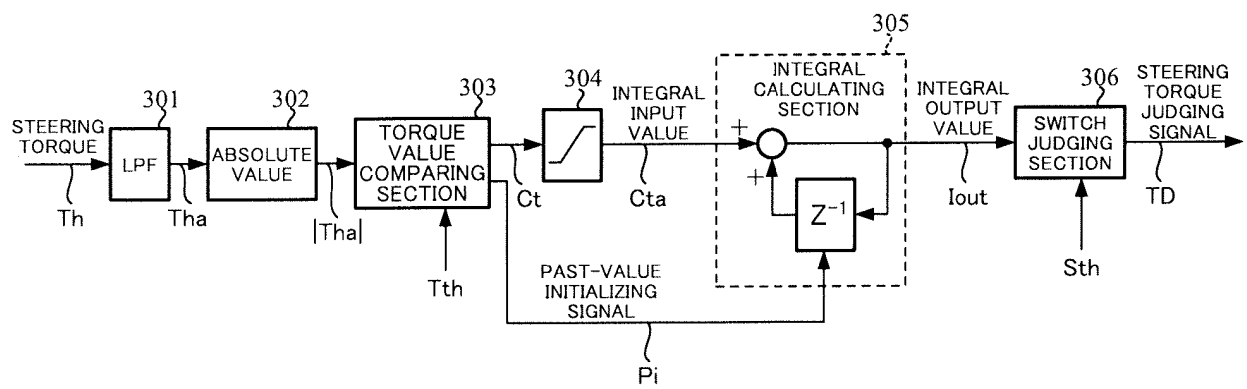 305
301
302
303
304
306
STEERING
TORQUE
LPF
ABSOLUTE
VALUE
TORQUE
VALUE
COMPARING
SECTION
INTEGRAL
INPUT
VALUE
INTEGRAL
CALCULATING
SECTION
INTEGRAL
OUTPUT
VALUE
SWITCH
JUDGING
SECTION
STEERING
TORQUE
JUDGING
SIGNAL
Th
Tha
|Tha|
Ct
Cta
+
+
Z⁻¹
Iout
TD
Tth
Sth
PAST-VALUE
INITIALIZING
SIGNAL
Pi